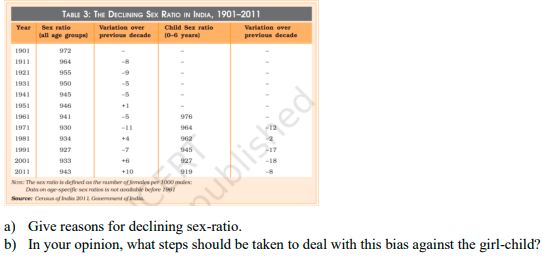 TABLE 3: THE DECLINING SEX RATIO IN INDIA, 1901–2011
Year Sex ratio (all age groups) Variation over previous decade Child Sex ratio (0-6 years) Variation over previous decade
1901 972 – – –
1911 964 -8 – –
1921 955 -9 – –
1931 950 -5 – –
1941 945 -5 – –
1951 946 +1 – –
1961 941 -5 976 –
1971 930 -11 964 -12
1981 934 +4 962 -2
1991 927 -7 945 -17
2001 933 +6 927 -18
2011 943 +10 919 -8
Note: The sex ratio is defined as the number of females per 1000 males;
Data on age-specific sex ratios is not available before 1961
Source: Census of India 2011, Government of India.
a) Give reasons for declining sex-ratio.
b) In your opinion, what steps should be taken to deal with this bias against the girl-child?